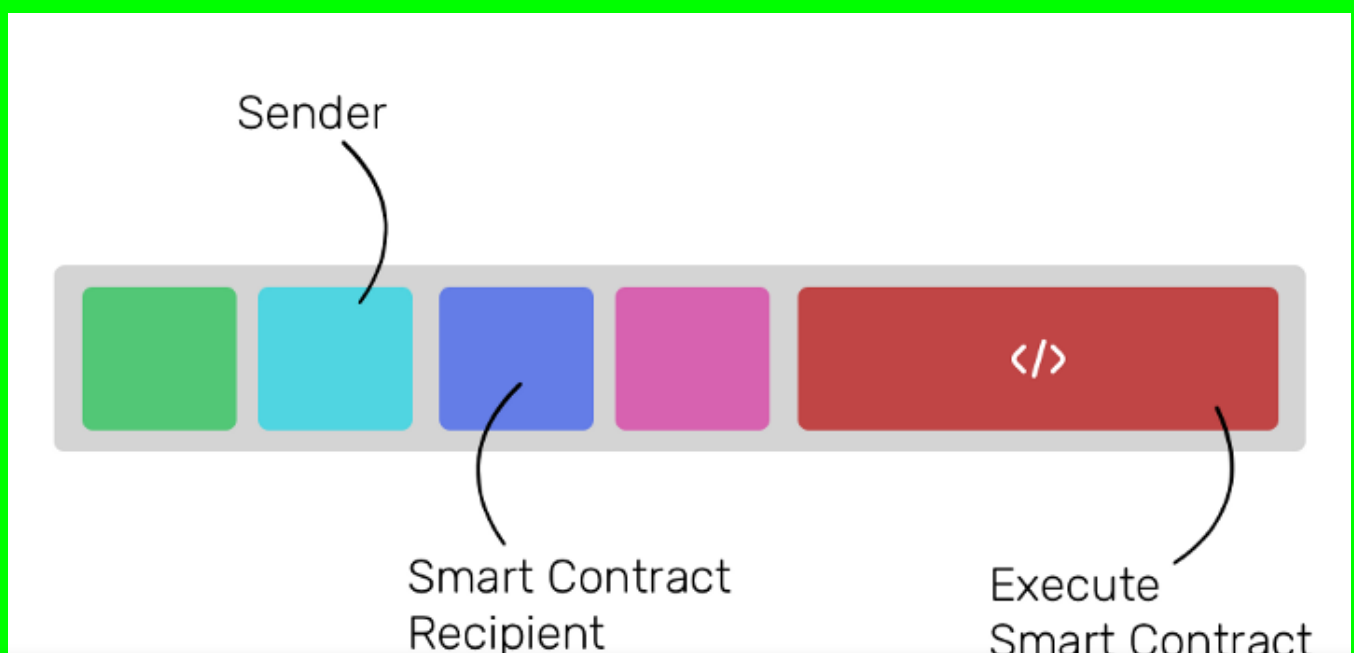 Sender
</>
Smart Contract
Recipient
Execute
Smart Contract